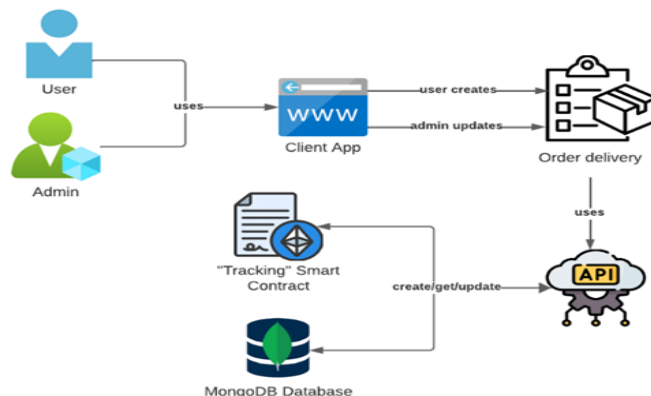 User
uses
Admin
WWW
Client App
user creates
admin updates
Order delivery
uses
API
"Tracking" Smart
Contract
create/get/update
MongoDB Database